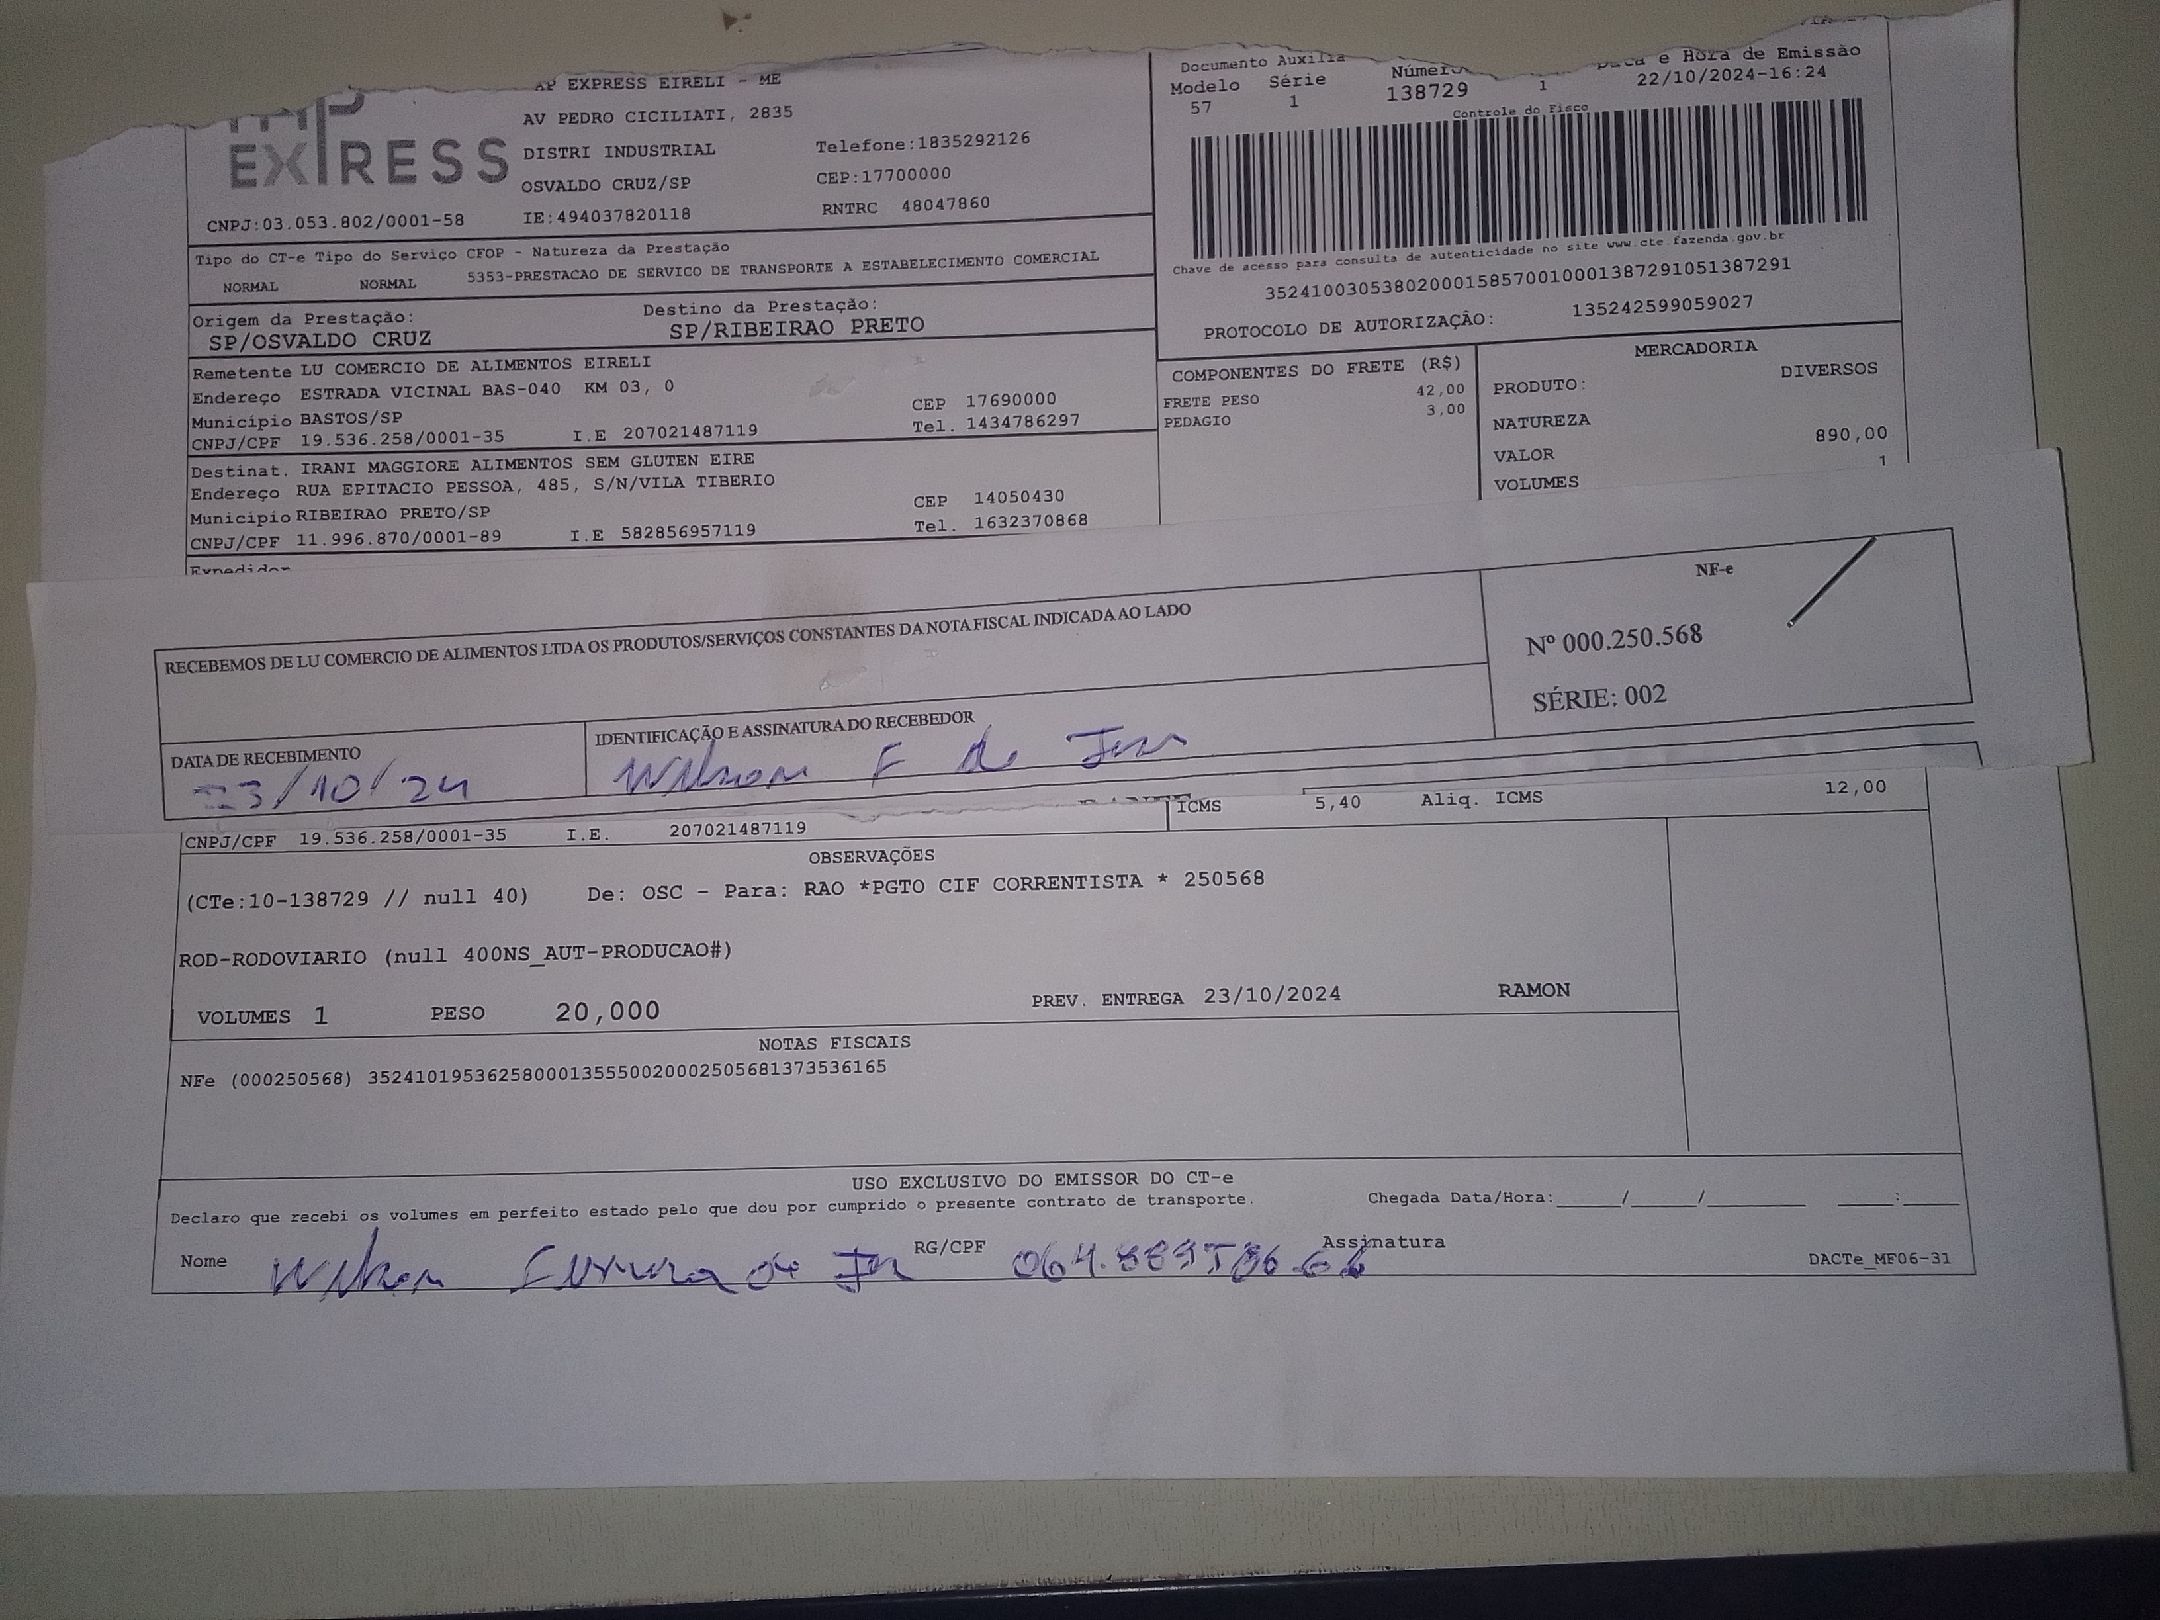 AP EXPRESS EIRELI - ME
EXPRESS
AV PEDRO CICILIATI, 2835
DISTRI INDUSTRIAL Telefone:1835292126
OSVALDO CRUZ/SP CEP:17700000
CNPJ:03.053.802/0001-58 IE:494037820118 RNTRC 48047860
Documento Auxilia
Modelo Série Número e Hora de Emissão
57 1 138729 1 22/10/2024-16:24
Controle do Fisco
Chave de acesso para consulta de autenticidade no site www.cte.fazenda.gov.br
35241003053802000158570010001387291051387291
PROTOCOLO DE AUTORIZAÇÃO: 135242599059027
Tipo do CT-e Tipo do Serviço CFOP - Natureza da Prestação
NORMAL NORMAL 5353-PRESTACAO DE SERVICO DE TRANSPORTE A ESTABELECIMENTO COMERCIAL
Origem da Prestação: Destino da Prestação:
SP/OSVALDO CRUZ SP/RIBEIRAO PRETO
Remetente LU COMERCIO DE ALIMENTOS EIRELI
Endereço ESTRADA VICINAL BAS-040 KM 03, 0
Município BASTOS/SP CEP 17690000
CNPJ/CPF 19.536.258/0001-35 I.E 207021487119 Tel. 1434786297
Destinat. IRANI MAGGIORE ALIMENTOS SEM GLUTEN EIRE
Endereço RUA EPITACIO PESSOA, 485, S/N/VILA TIBERIO
Município RIBEIRAO PRETO/SP CEP 14050430
CNPJ/CPF 11.996.870/0001-89 I.E 582856957119 Tel. 1632370868
Expedidor
COMPONENTES DO FRETE (R$)
FRETE PESO 42,00
PEDAGIO 3,00
MERCADORIA
PRODUTO: DIVERSOS
NATUREZA
VALOR 890,00
VOLUMES 1
RECEBEMOS DE LU COMERCIO DE ALIMENTOS LTDA OS PRODUTOS/SERVIÇOS CONSTANTES DA NOTA FISCAL INDICADA AO LADO
NF-e
Nº 000.250.568
SÉRIE: 002
DATA DE RECEBIMENTO
23/10/24
IDENTIFICAÇÃO E ASSINATURA DO RECEBEDOR
Wilson F de
ICMS 5,40 Aliq. ICMS 12,00
CNPJ/CPF 19.536.258/0001-35 I.E. 207021487119
OBSERVAÇÕES
(CTe:10-138729 // null 40) De: OSC - Para: RAO *PGTO CIF CORRENTISTA * 250568
ROD-RODOVIARIO (null 400NS_AUT-PRODUCAO#)
VOLUMES 1 PESO 20,000 PREV. ENTREGA 23/10/2024 RAMON
NOTAS FISCAIS
NFe (000250568) 35241019536258000135550020002505681373536165
USO EXCLUSIVO DO EMISSOR DO CT-e
Declaro que recebi os volumes em perfeito estado pelo que dou por cumprido o presente contrato de transporte. Chegada Data/Hora:_____/_____/________ ____:_____
Nome Wilson RG/CPF Assinatura
DACTe_MF06-31